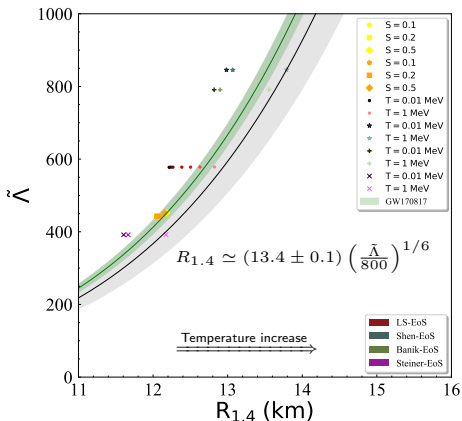 1000
800
600
400
200
0
Λ̃
11
12
13
14
15
16
R1.4 (km)
S = 0.1
S = 0.2
S = 0.5
S = 0.1
S = 0.2
S = 0.5
T = 0.01 MeV
T = 1 MeV
T = 0.01 MeV
T = 1 MeV
T = 0.01 MeV
T = 1 MeV
T = 0.01 MeV
T = 1 MeV
GW170817
R1.4 ≃ (13.4 ± 0.1) (Λ̃/800)^1/6
Temperature increase
LS-EoS
Shen-EoS
Banik-EoS
Steiner-EoS